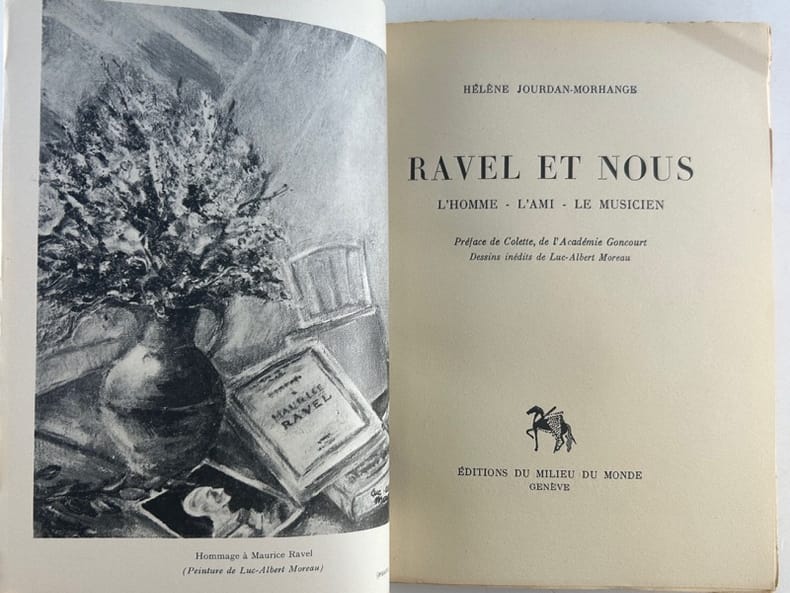 MAURICE
RAVEL
Hommage à Maurice Ravel
(Peinture de Luc-Albert Moreau)
HÉLÈNE JOURDAN-MORHANGE
RAVEL ET NOUS
L'HOMME - L'AMI - LE MUSICIEN
Préface de Colette, de l'Académie Goncourt
Dessins inédits de Luc-Albert Moreau
ÉDITIONS DU MILIEU DU MONDE
GENÈVE